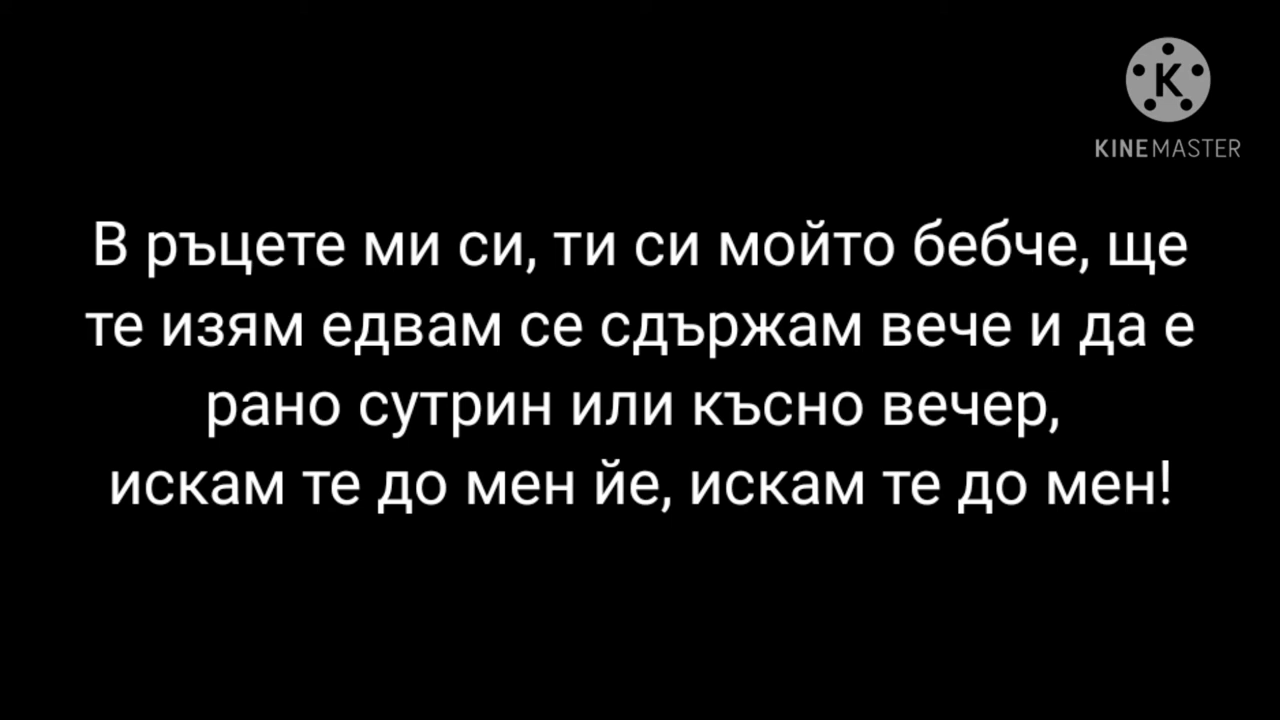 KINEMASTER
В ръцете ми си, ти си мойто бебче, ще
те изям едвам се сдържам вече и да е
рано сутрин или късно вечер,
искам те до мен йе, искам те до мен!